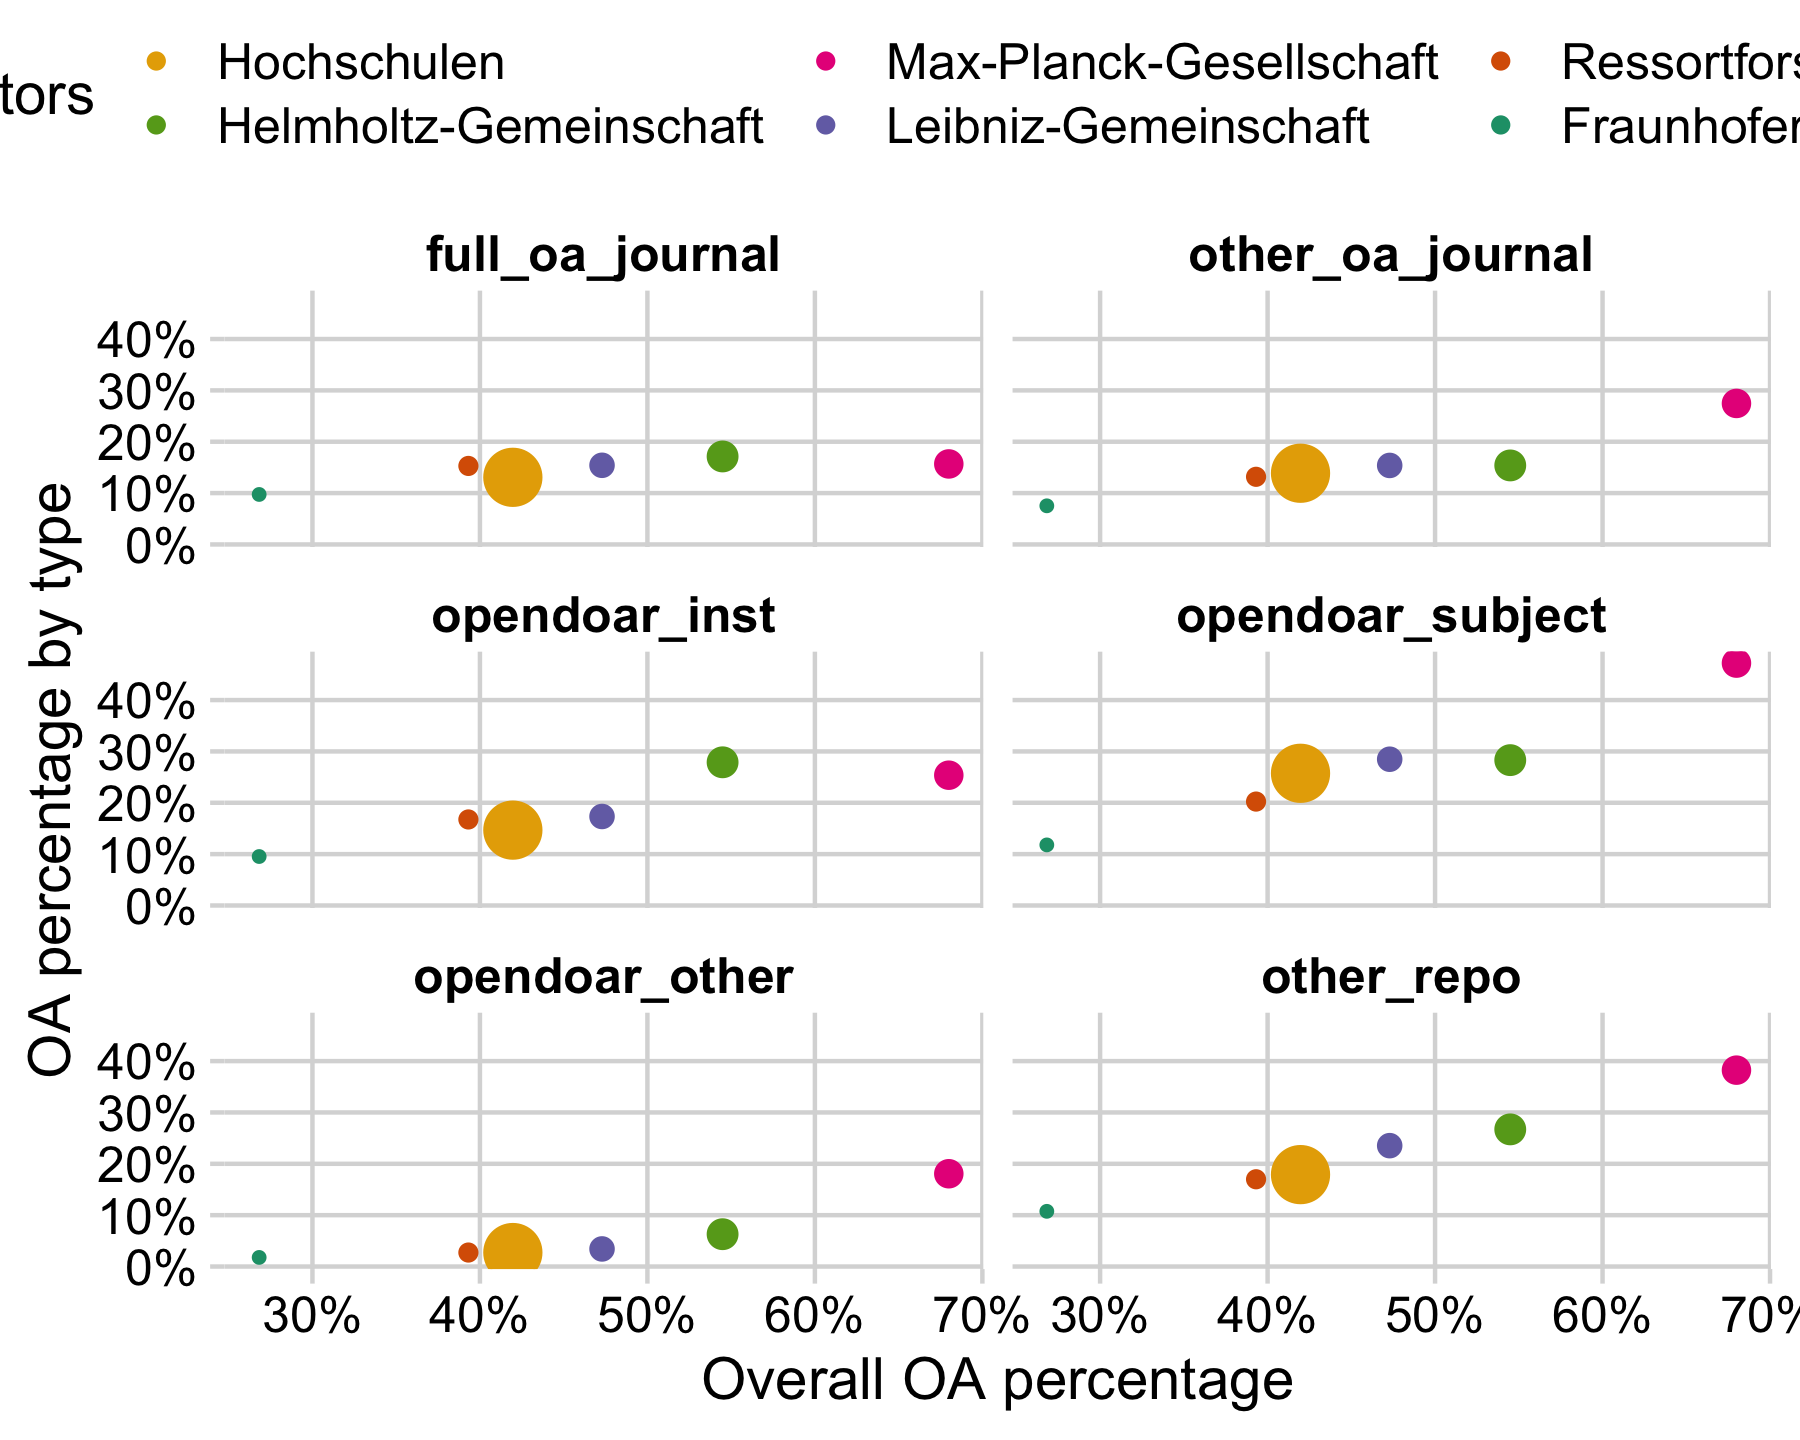 tors
Hochschulen
Max-Planck-Gesellschaft
Ressortfors
Helmholtz-Gemeinschaft
Leibniz-Gemeinschaft
Fraunhofer
full_oa_journal
other_oa_journal
40%
30%
20%
10%
0%
opendoar_inst
opendoar_subject
40%
30%
20%
10%
0%
opendoar_other
other_repo
40%
30%
20%
10%
0%
30% 40% 50% 60% 70% 30% 40% 50% 60% 70%
Overall OA percentage
OA percentage by type